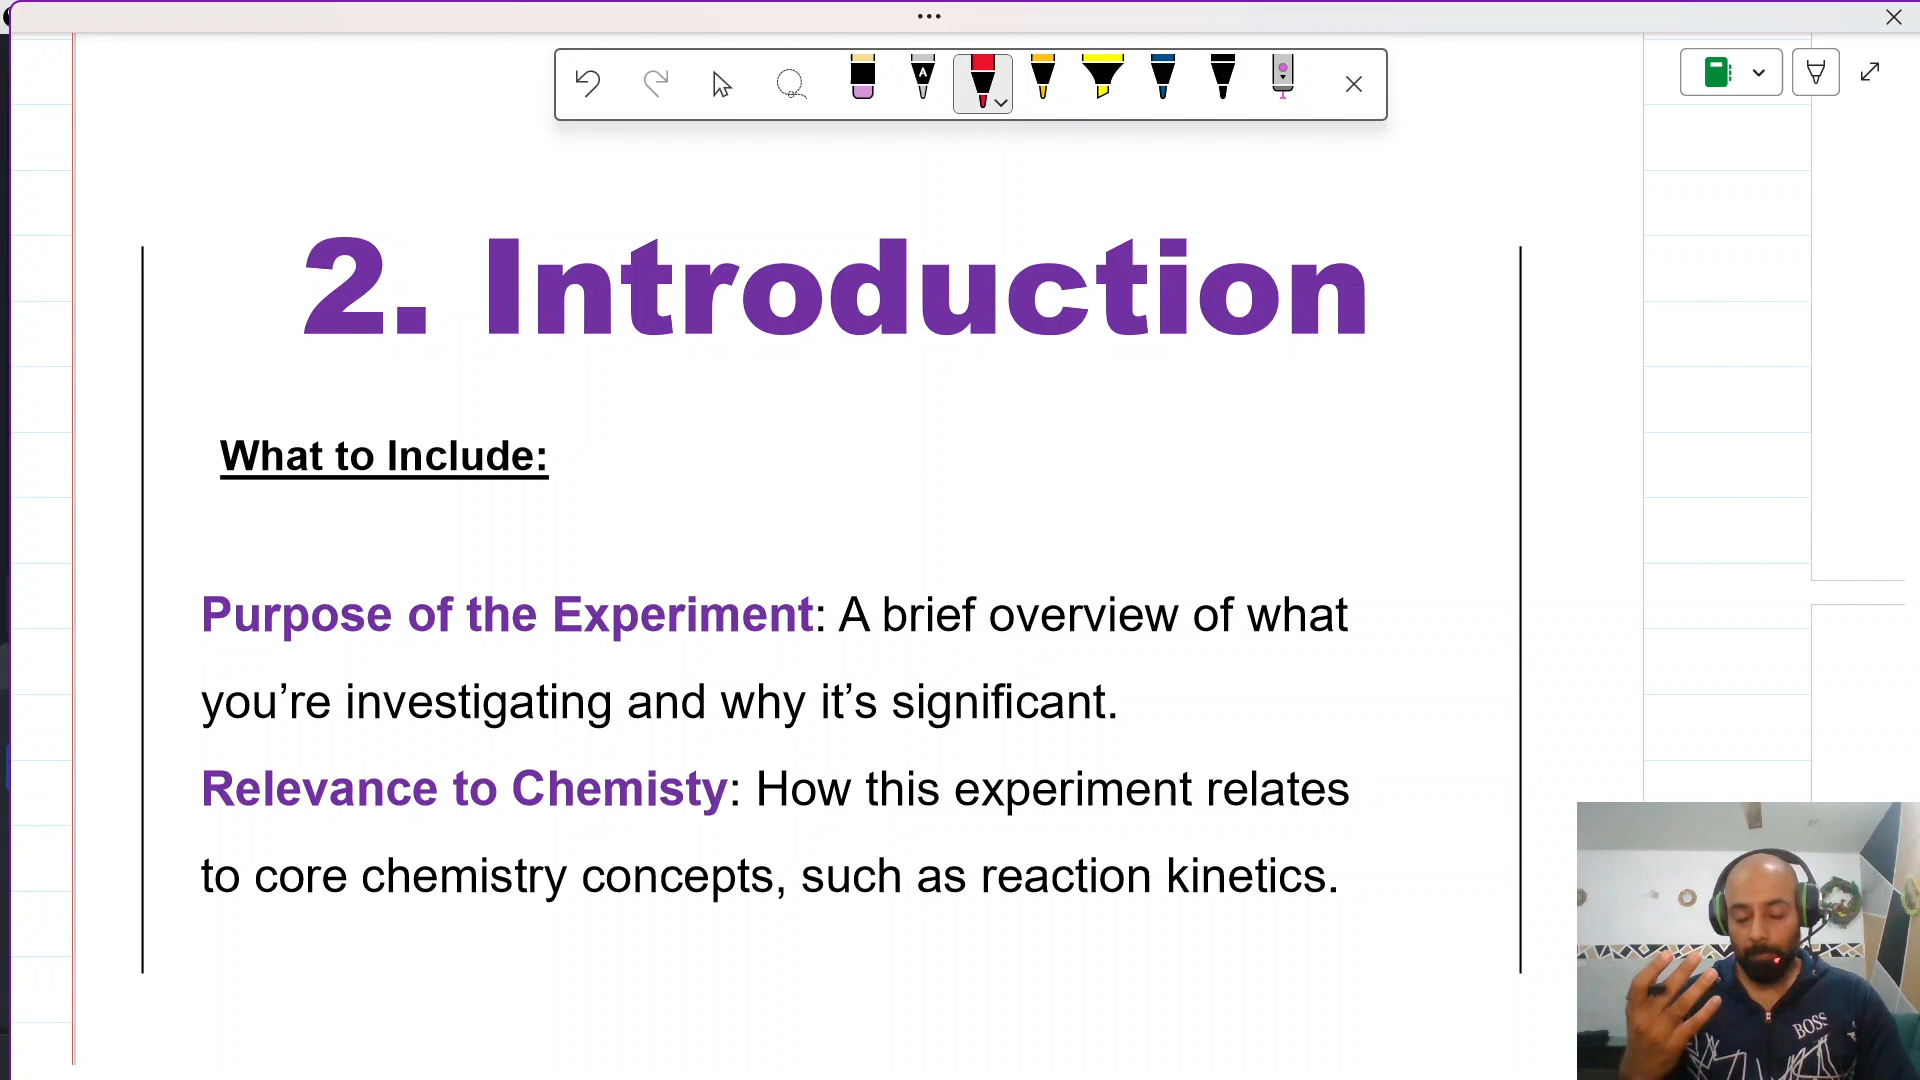 2. Introduction
What to Include:
Purpose of the Experiment: A brief overview of what
you’re investigating and why it’s significant.
Relevance to Chemisty: How this experiment relates
to core chemistry concepts, such as reaction kinetics.
A
BOSS